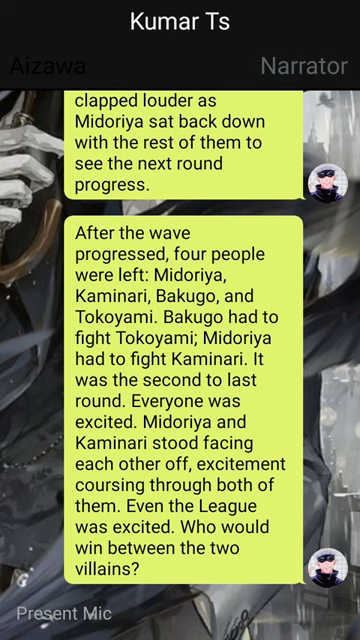 Kumar Ts
Aizawa
Narrator
clapped louder as
Midoriya sat back down
with the rest of them to
see the next round
progress.
After the wave
progressed, four people
were left: Midoriya,
Kaminari, Bakugo, and
Tokoyami. Bakugo had to
fight Tokoyami; Midoriya
had to fight Kaminari. It
was the second to last
round. Everyone was
excited. Midoriya and
Kaminari stood facing
each other off, excitement
coursing through both of
them. Even the League
was excited. Who would
win between the two
villains?
Present Mic